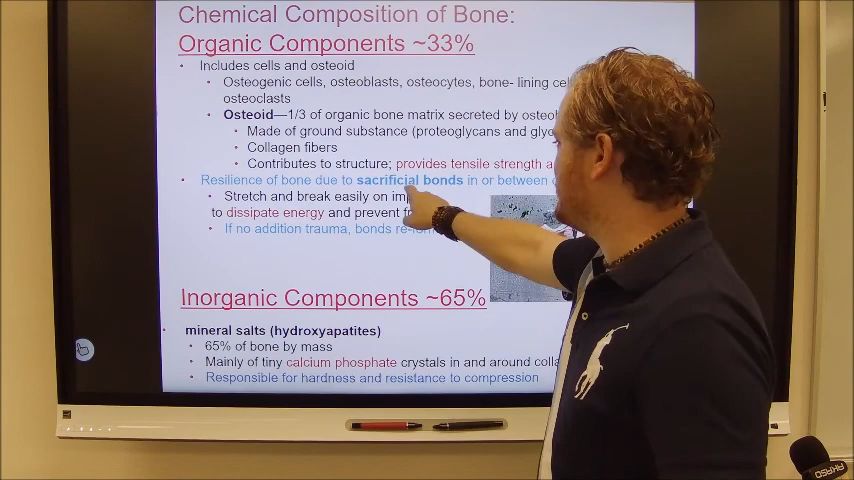 Chemical Composition of Bone:
Organic Components ~33%
• Includes cells and osteoid
• Osteogenic cells, osteoblasts, osteocytes, bone- lining
osteoclasts
• Osteoid—1/3 of organic bone matrix secreted by
• Made of ground substance (proteoglycans and
• Collagen fibers
• Contributes to structure; provides tensile strength
• Resilience of bone due to sacrificial bonds in or between
• Stretch and break easily on
to dissipate energy and prevent
• If no addition trauma, bonds
Inorganic Components ~65%
• mineral salts (hydroxyapatites)
• 65% of bone by mass
• Mainly of tiny calcium phosphate crystals in and around
• Responsible for hardness and resistance to compression
AKASO